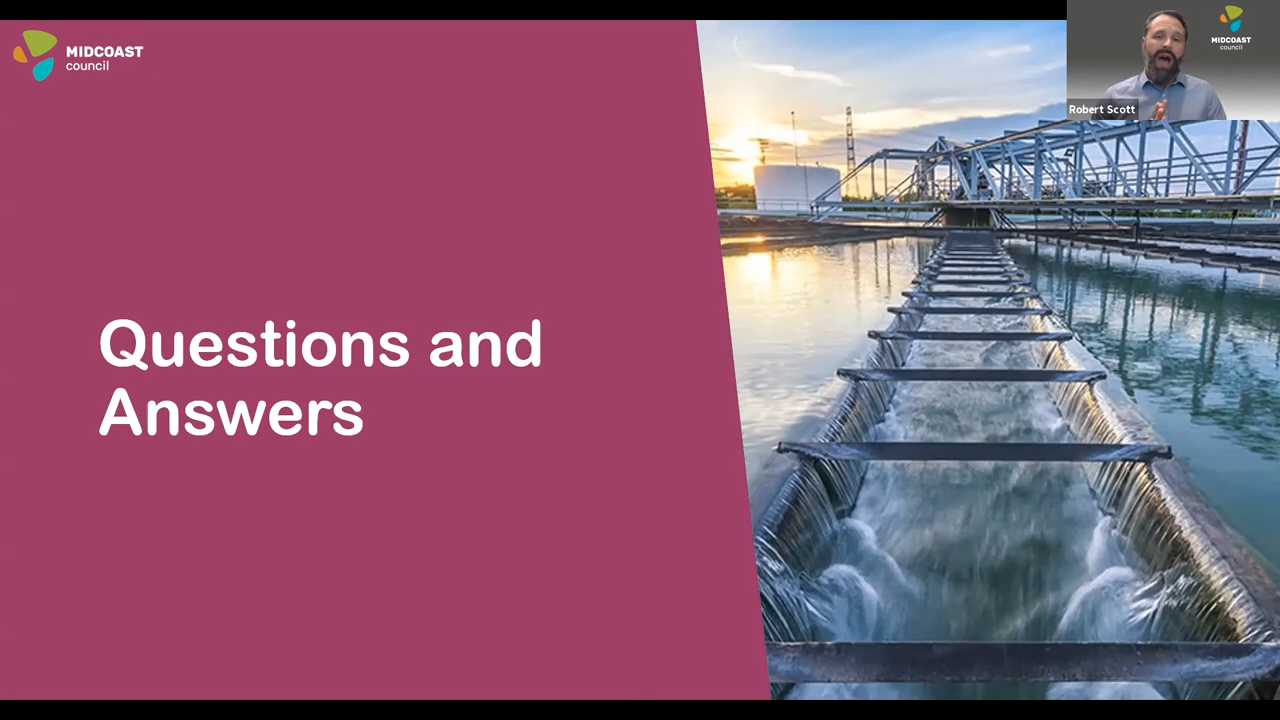 MIDCOAST
council
MIDCOAST
council
Robert Scott
Questions and
Answers